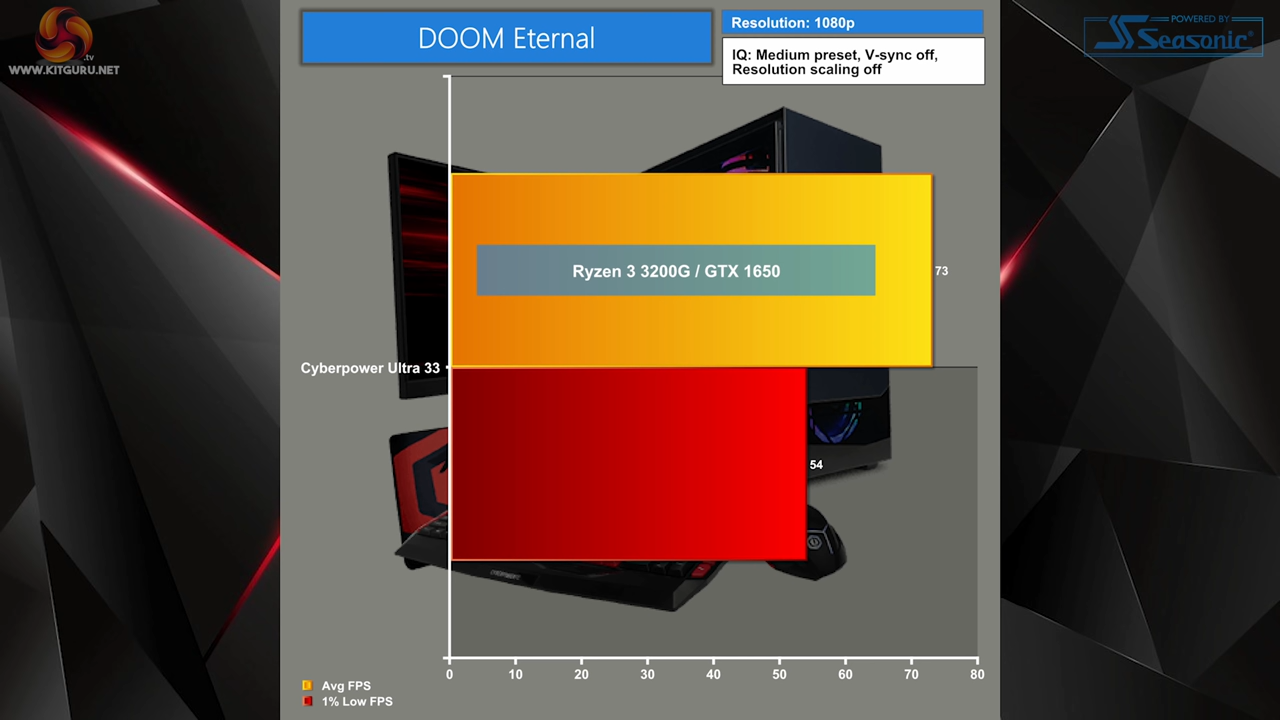 DOOM Eternal
Resolution: 1080p
IQ: Medium preset, V-sync off,
Resolution scaling off
POWERED BY
Seasonic
.tv
WWW.KITGURU.NET
Ryzen 3 3200G / GTX 1650
73
Cyberpower Ultra 33
54
0 10 20 30 40 50 60 70 80
Avg FPS
1% Low FPS